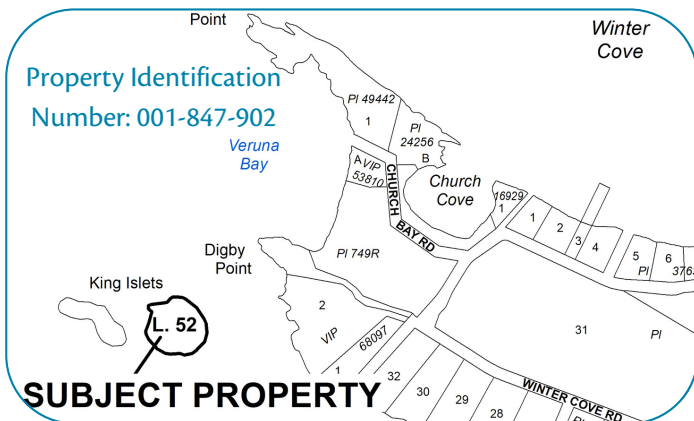 Point
Winter
Cove
Property Identification
Number: 001-847-902
Veruna
Bay
Pl 49442
1
Pl
24256
B
A VIP
53810
CHURCH
BAY RD
Church
Cove
16929
1
1
2
3
4
5
6
Pl
Pl 749R
Digby
Point
King Islets
L. 52
2
VIP
68097
1
31
Pl
32
30
29
28
WINTER COVE RD
SUBJECT PROPERTY